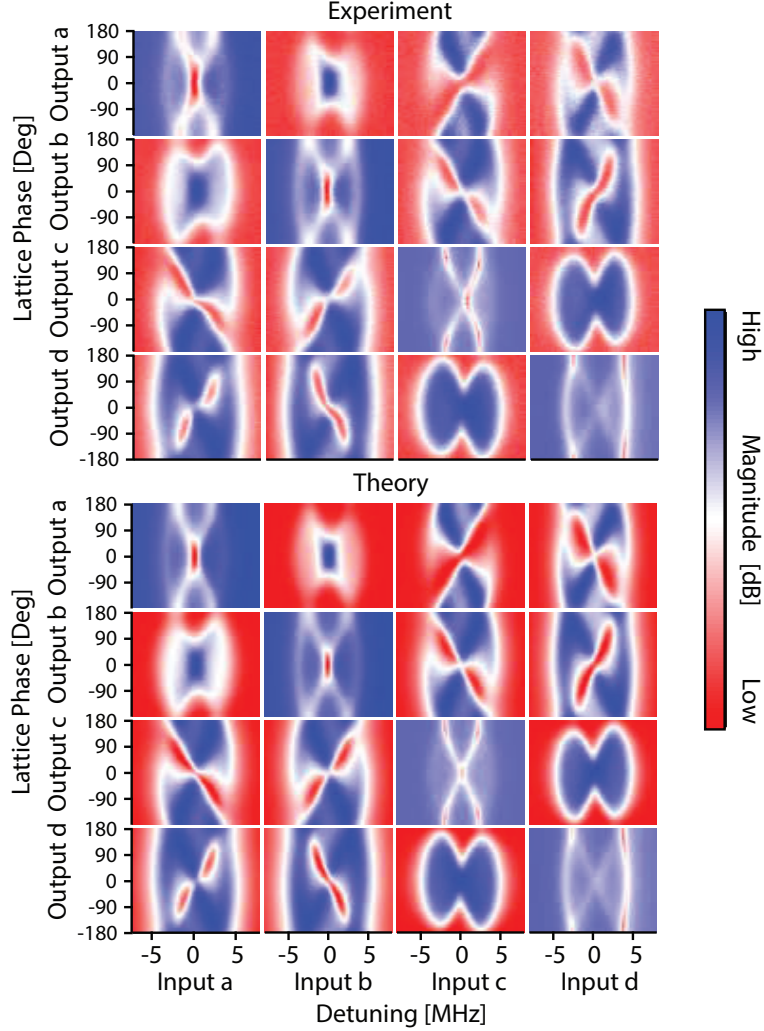 Experiment
Lattice Phase [Deg]
Output a
180
90
0
-90
Output b
180
90
0
-90
Output c
180
90
0
-90
Output d
180
90
0
-90
-180
Theory
Lattice Phase [Deg]
Output a
180
90
0
-90
Output b
180
90
0
-90
Output c
180
90
0
-90
Output d
180
90
0
-90
-180
-5 0 5 -5 0 5 -5 0 5 -5 0 5
Input a Input b Input c Input d
Detuning [MHz]
High
Magnitude [dB]
Low